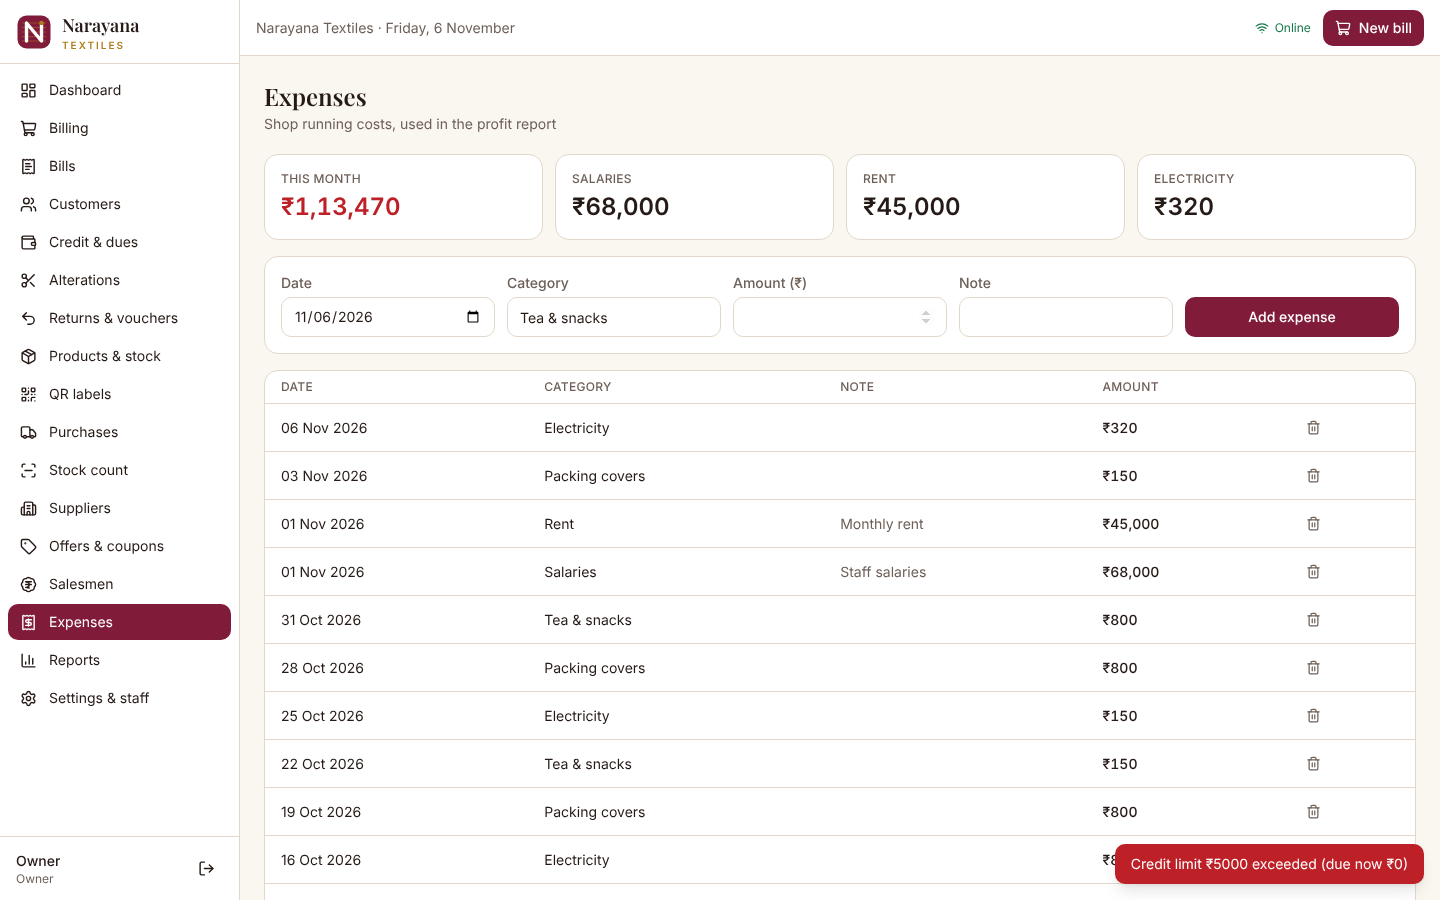 Narayana
TEXTILES
Dashboard
Billing
Bills
Customers
Credit & dues
Alterations
Returns & vouchers
Products & stock
QR labels
Purchases
Stock count
Suppliers
Offers & coupons
Salesmen
Expenses
Reports
Settings & staff
Owner
Owner
Narayana Textiles · Friday, 6 November
Online
New bill
Expenses
Shop running costs, used in the profit report
THIS MONTH
₹1,13,470
SALARIES
₹68,000
RENT
₹45,000
ELECTRICITY
₹320
Date
11/06/2026
Category
Tea & snacks
Amount (₹)
Note
Add expense
DATE CATEGORY NOTE AMOUNT
06 Nov 2026 Electricity ₹320
03 Nov 2026 Packing covers ₹150
01 Nov 2026 Rent Monthly rent ₹45,000
01 Nov 2026 Salaries Staff salaries ₹68,000
31 Oct 2026 Tea & snacks ₹800
28 Oct 2026 Packing covers ₹800
25 Oct 2026 Electricity ₹150
22 Oct 2026 Tea & snacks ₹150
19 Oct 2026 Packing covers ₹800
16 Oct 2026 Electricity
Credit limit ₹5000 exceeded (due now ₹0)